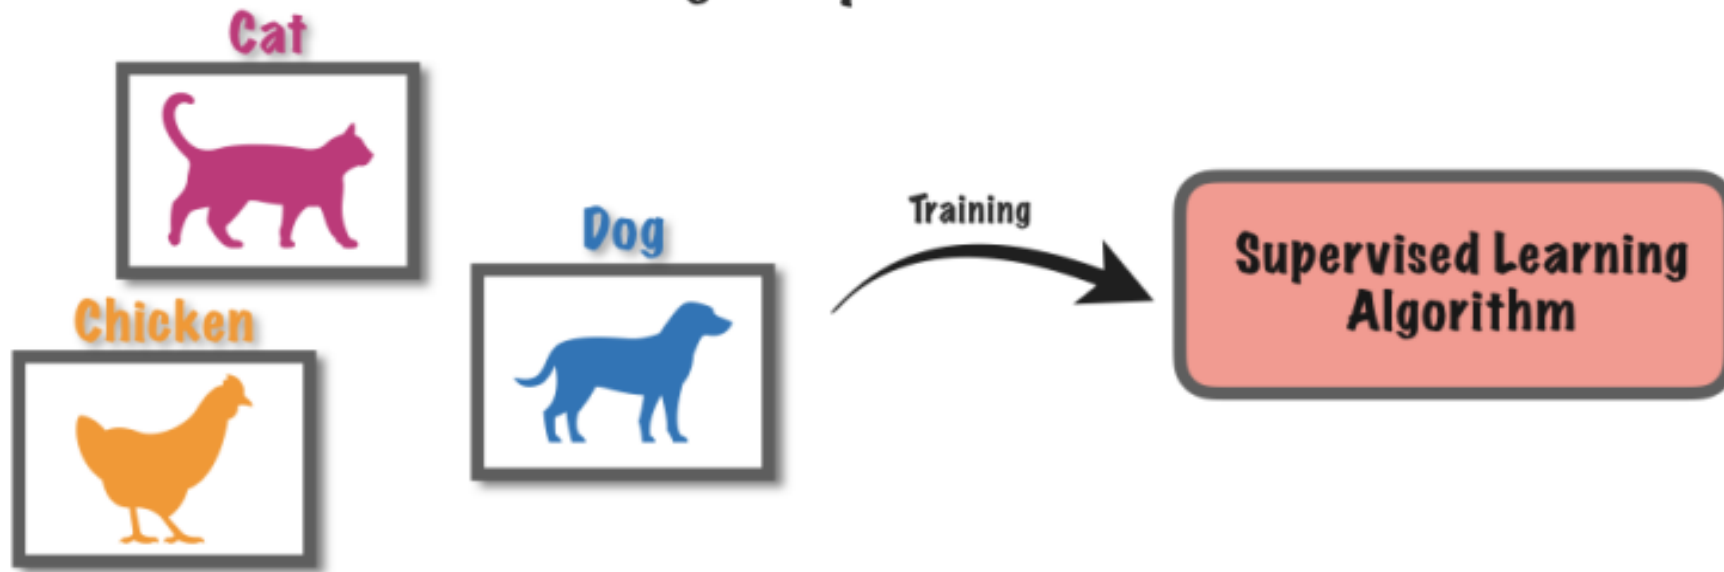 Cat
Dog
Chicken
Training
Supervised Learning
Algorithm